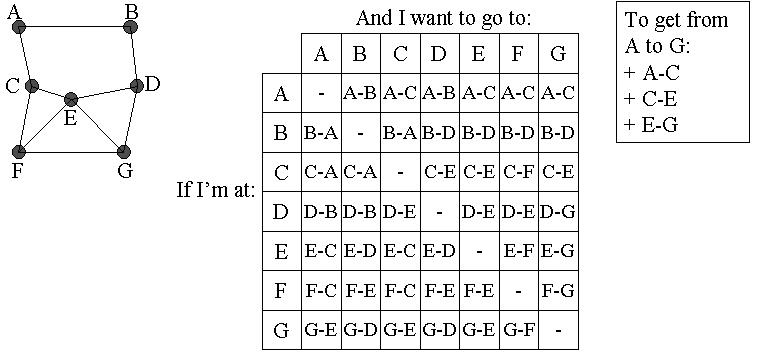 A B
C D
E
F G
And I want to go to:
A B C D E F G
If I'm at:
A - A-B A-C A-B A-C A-C A-C
B B-A - B-A B-D B-D B-D B-D
C C-A C-A - C-E C-E C-F C-E
D D-B D-B D-E - D-E D-E D-G
E E-C E-D E-C E-D - E-F E-G
F F-C F-E F-C F-E F-E - F-G
G G-E G-D G-E G-D G-E G-F -
To get from
A to G:
+ A-C
+ C-E
+ E-G